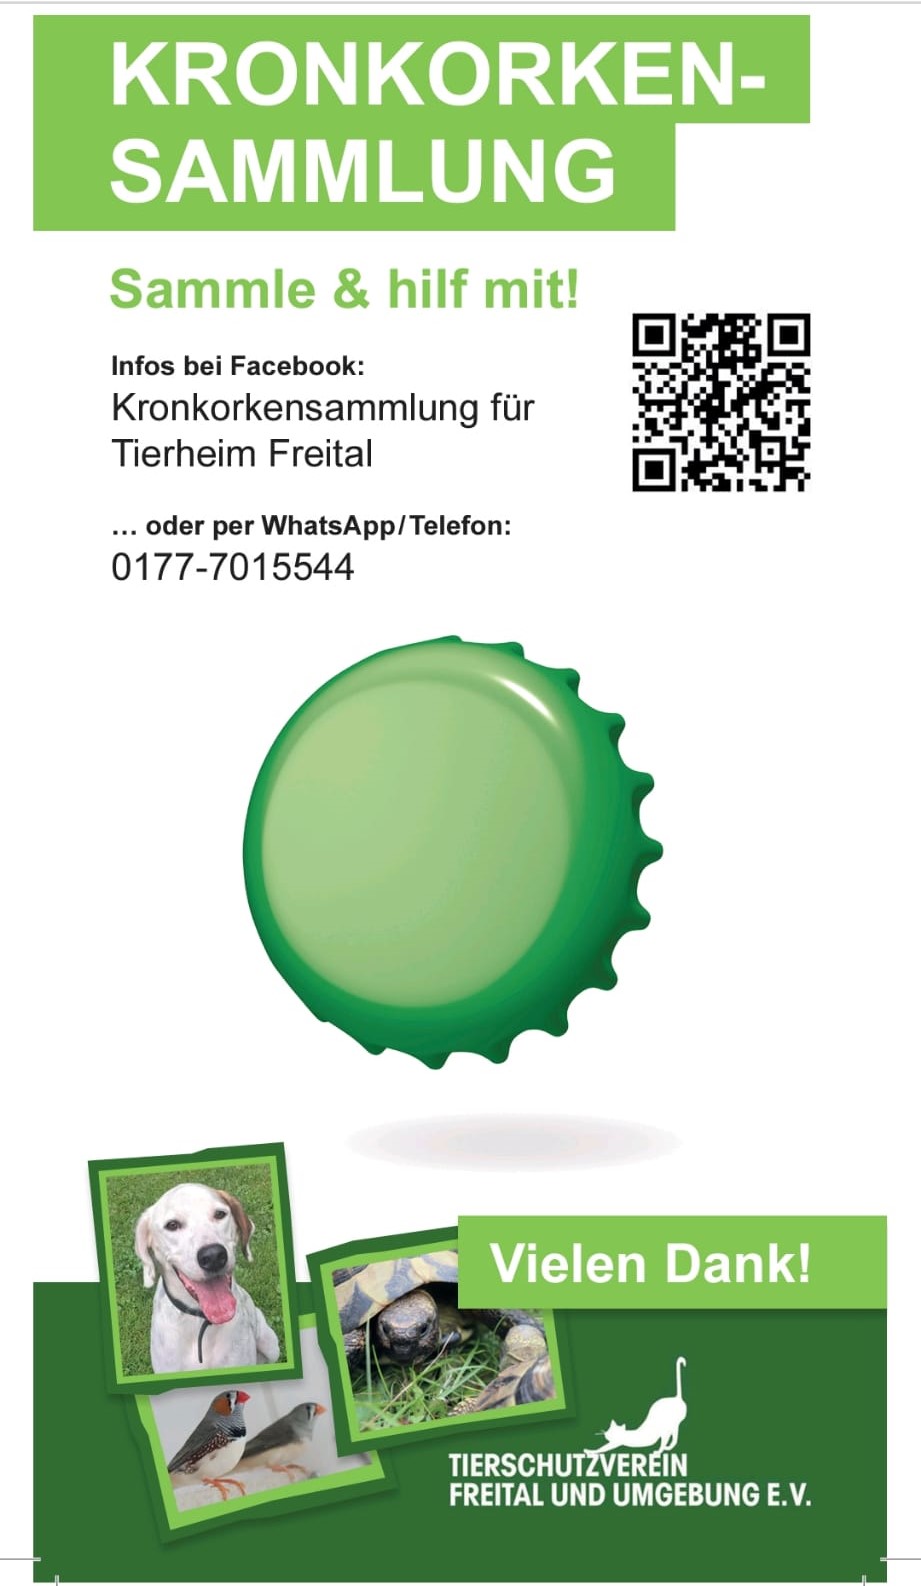 KRONKORKEN-
SAMMLUNG
Sammle & hilf mit!
Infos bei Facebook:
Kronkorkensammlung für
Tierheim Freital
... oder per WhatsApp/Telefon:
0177-7015544
Vielen Dank!
TIERSCHUTZVEREIN
FREITAL UND UMGEBUNG E.V.